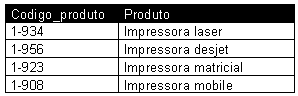 Codigo_produto Produto
1-934 Impressora laser
1-956 Impressora desjet
1-923 Impressora matricial
1-908 Impressora mobile